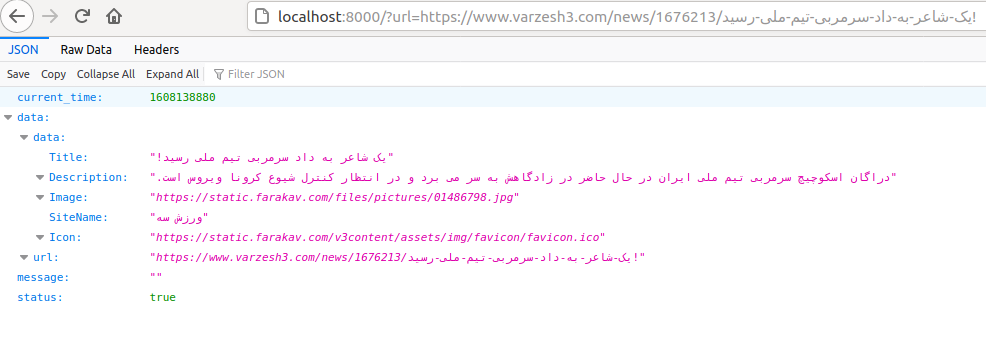 localhost:8000/?url=https://www.varzesh3.com/news/1676213/یک-شاعر-به-داد-سرمربی-تیم-ملی-رسید!
JSON Raw Data Headers
Save Copy Collapse All Expand All Filter JSON
current_time: 1608138880
data:
data:
Title: "یک شاعر به داد سرمربی تیم ملی رسید!"
Description: "دراگان اسکوچیچ سرمربی تیم ملی ایران در حال حاضر در زادگاهش به سر می برد و در انتظار کنترل شیوع کرونا ویروس است."
Image: "https://static.farakav.com/files/pictures/01486798.jpg"
SiteName: "ورزش سه"
Icon: "https://static.farakav.com/v3content/assets/img/favicon/favicon.ico"
url: "https://www.varzesh3.com/news/1676213/یک-شاعر-به-داد-سرمربی-تیم-ملی-رسید!"
message: ""
status: true